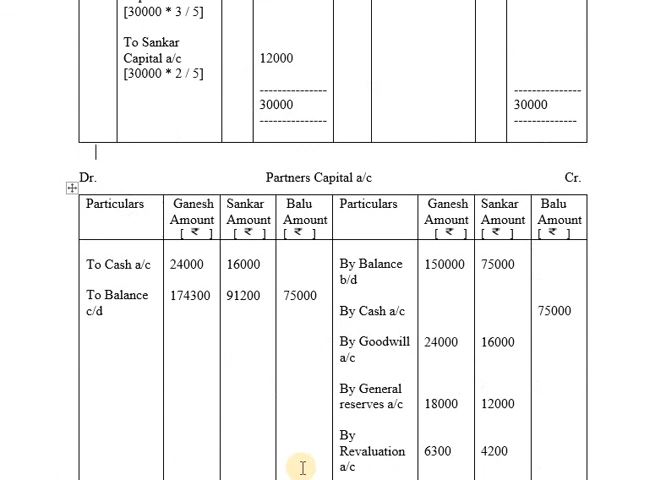 [30000 * 3 / 5]
To Sankar
Capital a/c 12000
[30000 * 2 / 5]
--------------- ---------------
30000 30000
--------------- ---------------
Dr. Partners Capital a/c Cr.
Particulars Ganesh Sankar Balu Particulars Ganesh Sankar Balu
Amount Amount Amount Amount Amount Amount
[ ₹ ] [ ₹ ] [ ₹ ] [ ₹ ] [ ₹ ] [ ₹ ]
To Cash a/c 24000 16000 By Balance 150000 75000
b/d
To Balance 174300 91200 75000
c/d By Cash a/c 75000
By Goodwill 24000 16000
a/c
By General
reserves a/c 18000 12000
By
Revaluation 6300 4200
a/c